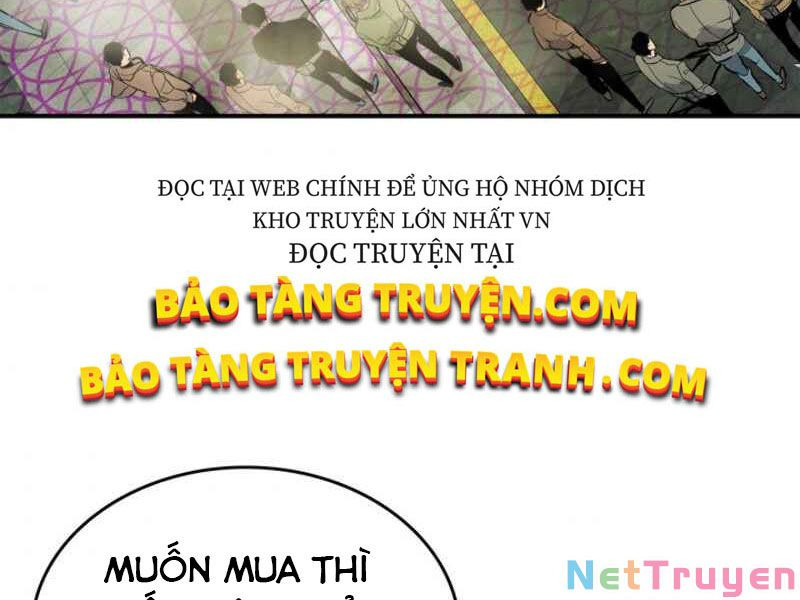 ĐỌC TẠI WEB CHÍNH ĐỂ ỦNG HỘ NHÓM DỊCH
KHO TRUYỆN LỚN NHẤT VN
ĐỌC TRUYỆN TẠI
BẢO TÀNG TRUYỆN.COM
BẢO TÀNG TRUYỆN TRANH.COM
MUỐN MUA THÌ
NetTruyen